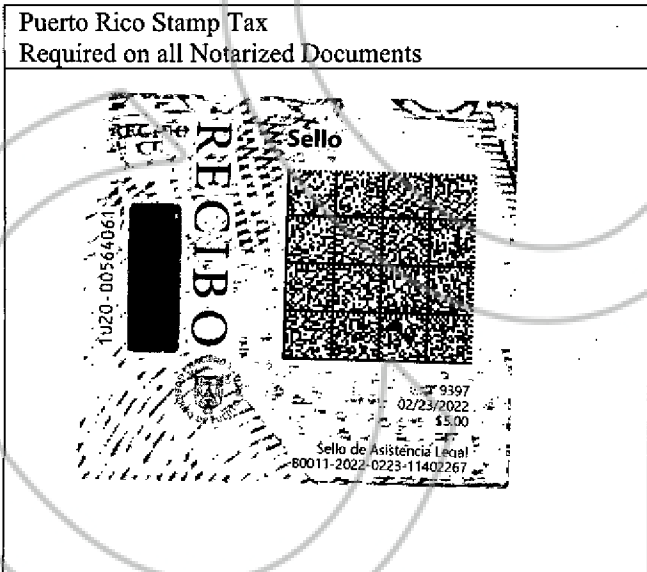 Puerto Rico Stamp Tax
Required on all Notarized Documents
Sello
RECIBO
1020-00564061
9397
02/23/2022
$5.00
Sello de Asistencia Legal
80011-2022-0223-11402267